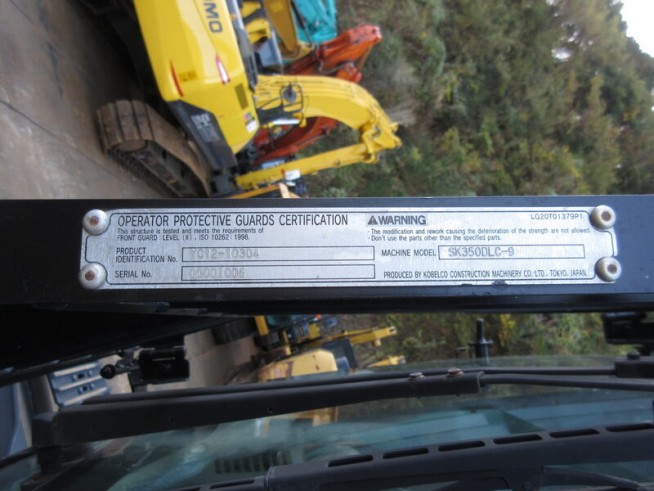 OPERATOR PROTECTIVE GUARDS CERTIFICATION
This structure is tested and meets the requirements of
FRONT GUARD : LEVEL (Ⅱ) , ISO 10262 : 1998.
PRODUCT
IDENTIFICATION No. YC12-10304
SERIAL No. 00001006
⚠WARNING LQ20T01379P1
· The modification and rework causing the deterioration of the strength are not allowed.
· Don't use the parts other than the specified parts.
MACHINE MODEL SK350DLC-9
PRODUCED BY KOBELCO CONSTRUCTION MACHINERY CO., LTD., TOKYO, JAPAN.